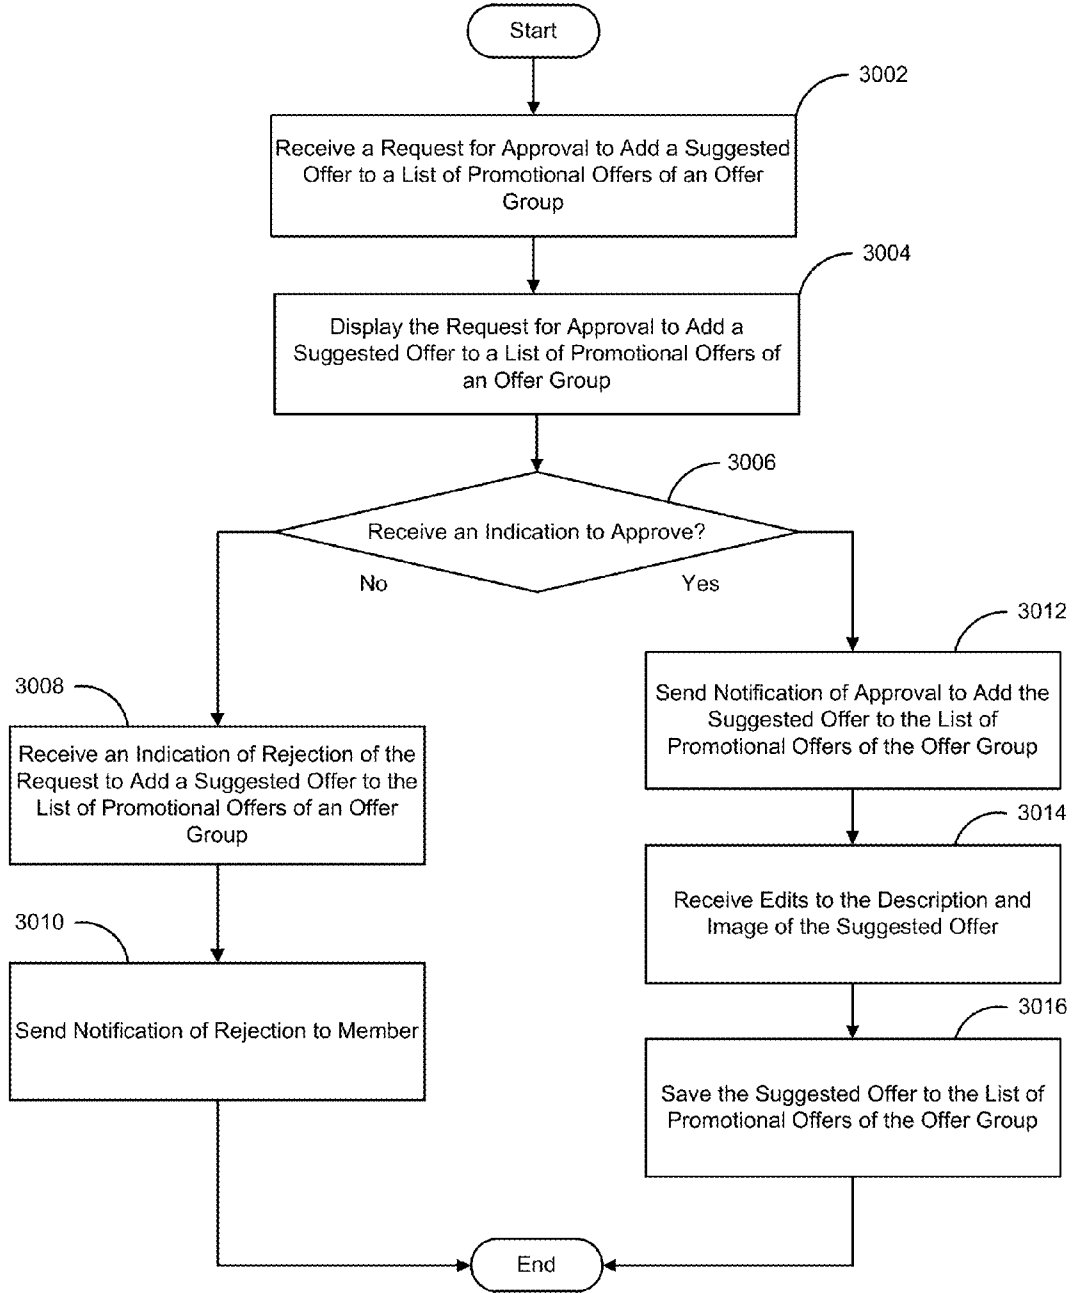 Start
3002
Receive a Request for Approval to Add a Suggested
Offer to a List of Promotional Offers of an Offer
Group
3004
Display the Request for Approval to Add a
Suggested Offer to a List of Promotional Offers of
an Offer Group
3006
Receive an Indication to Approve?
No
Yes
3008
Receive an Indication of Rejection of the
Request to Add a Suggested Offer to the
List of Promotional Offers of an Offer
Group
3010
Send Notification of Rejection to Member
3012
Send Notification of Approval to Add the
Suggested Offer to the List of
Promotional Offers of the Offer Group
3014
Receive Edits to the Description and
Image of the Suggested Offer
3016
Save the Suggested Offer to the List of
Promotional Offers of the Offer Group
End